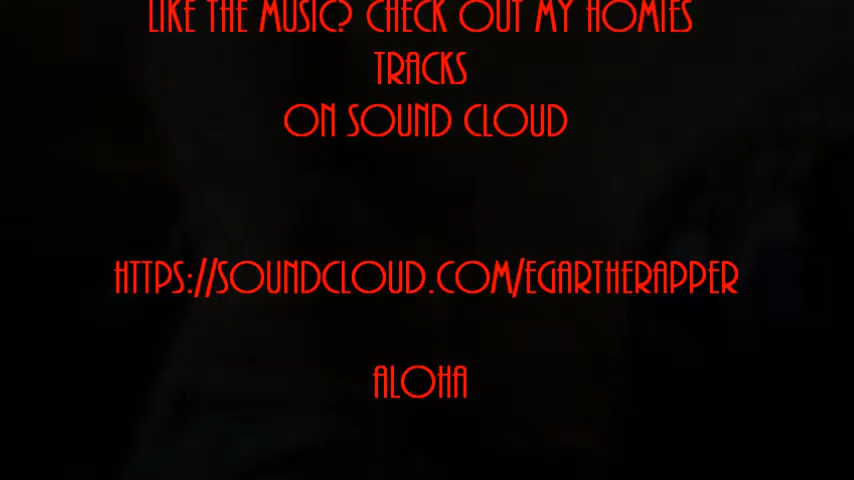 LIKE THE MUSIC? CHECK OUT MY HOMIES
TRACKS
ON SOUND CLOUD
HTTPS://SOUNDCLOUD.COM/EGARTHERAPPER
ALOHA